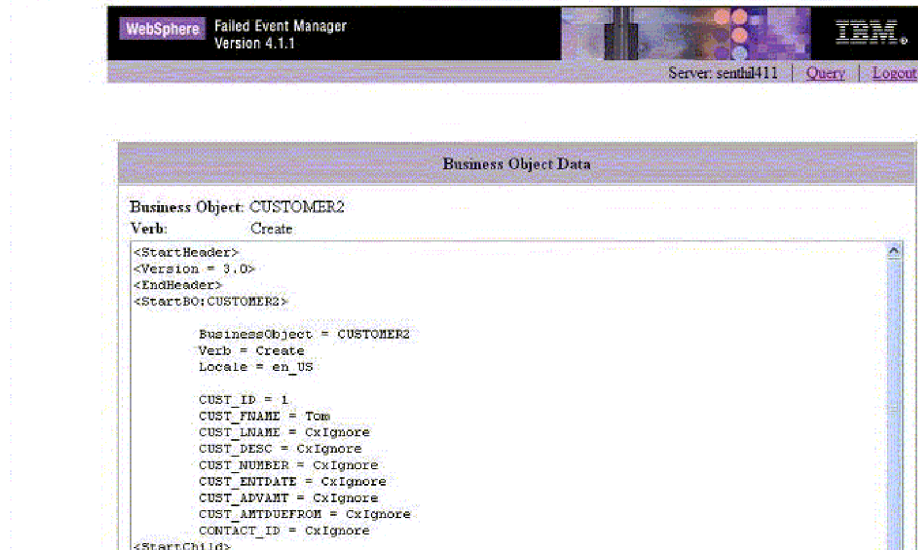 WebSphere Failed Event Manager
Version 4.1.1
IBM
Server: senthil411 | Query | Logout
Business Object Data
Business Object: CUSTOMER2
Verb: Create
<StartHeader>
<Version = 3.0>
<EndHeader>
<StartBO:CUSTOMER2>
BusinessObject = CUSTOMER2
Verb = Create
Locale = en_US
CUST_ID = 1
CUST_FNAME = Tom
CUST_LNAME = CxIgnore
CUST_DESC = CxIgnore
CUST_NUMBER = CxIgnore
CUST_ENTDATE = CxIgnore
CUST_ADVAMT = CxIgnore
CUST_AMTDUEFROM = CxIgnore
CONTACT_ID = CxIgnore
<StartChild>